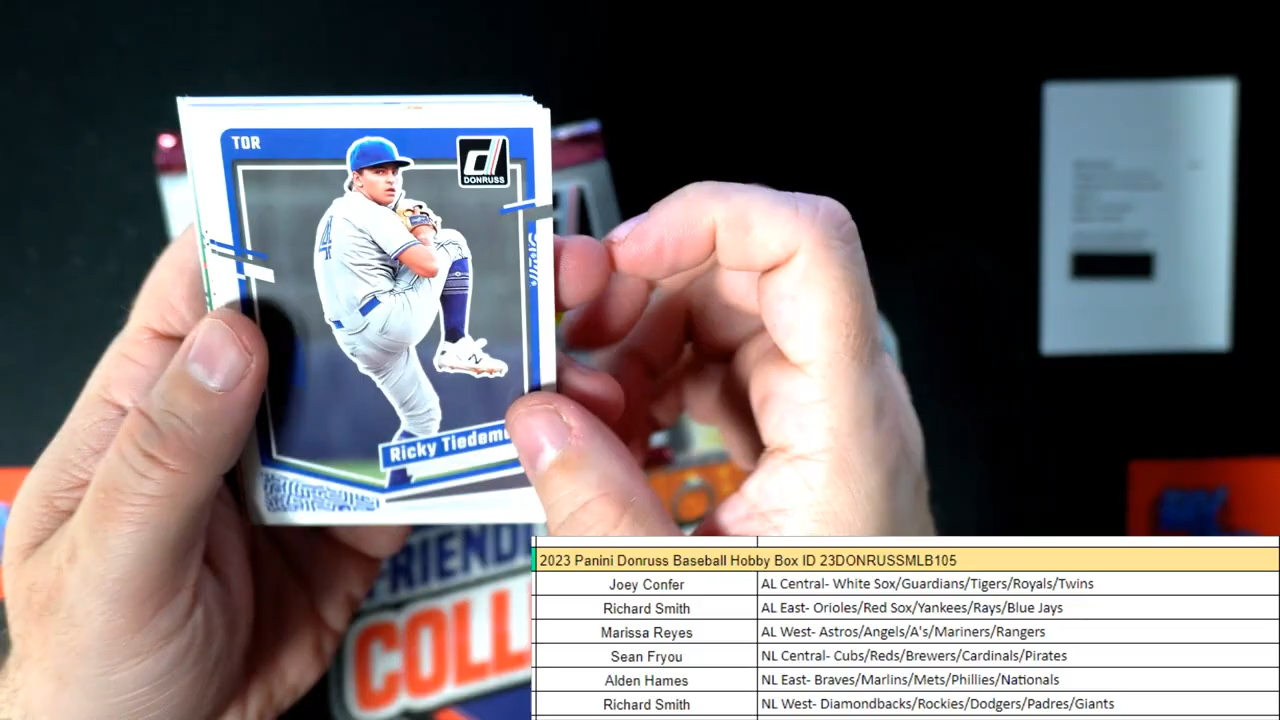 TOR
d
DONRUSS
4
Ricky Tiedem
FRIEND
COLL
2023 Panini Donruss Baseball Hobby Box ID 23DONRUSSMLB105
Joey Confer AL Central- White Sox/Guardians/Tigers/Royals/Twins
Richard Smith AL East- Orioles/Red Sox/Yankees/Rays/Blue Jays
Marissa Reyes AL West- Astros/Angels/A's/Mariners/Rangers
Sean Fryou NL Central- Cubs/Reds/Brewers/Cardinals/Pirates
Alden Hames NL East- Braves/Marlins/Mets/Phillies/Nationals
Richard Smith NL West- Diamondbacks/Rockies/Dodgers/Padres/Giants